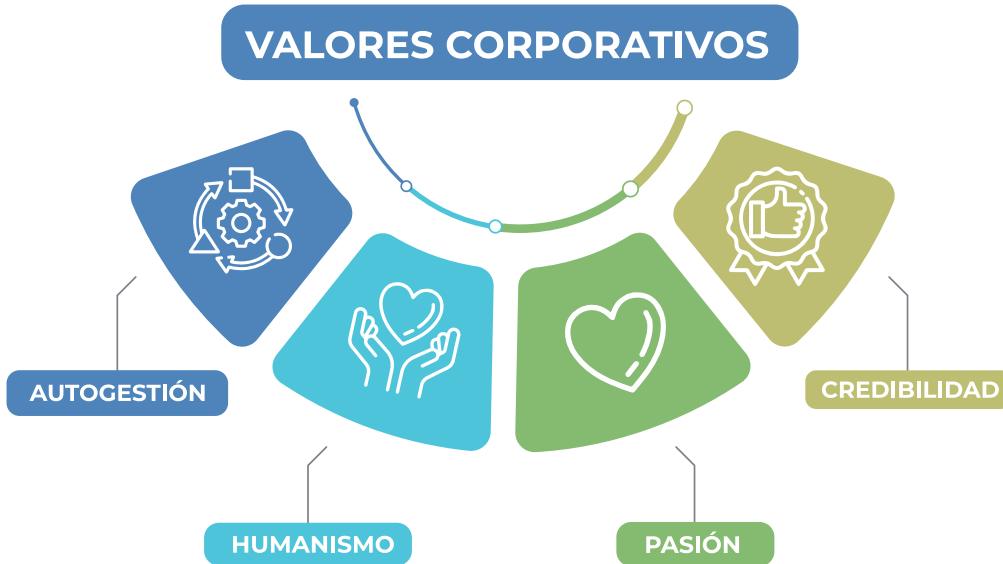 VALORES CORPORATIVOS
AUTOGESTIÓN
CREDIBILIDAD
HUMANISMO
PASIÓN